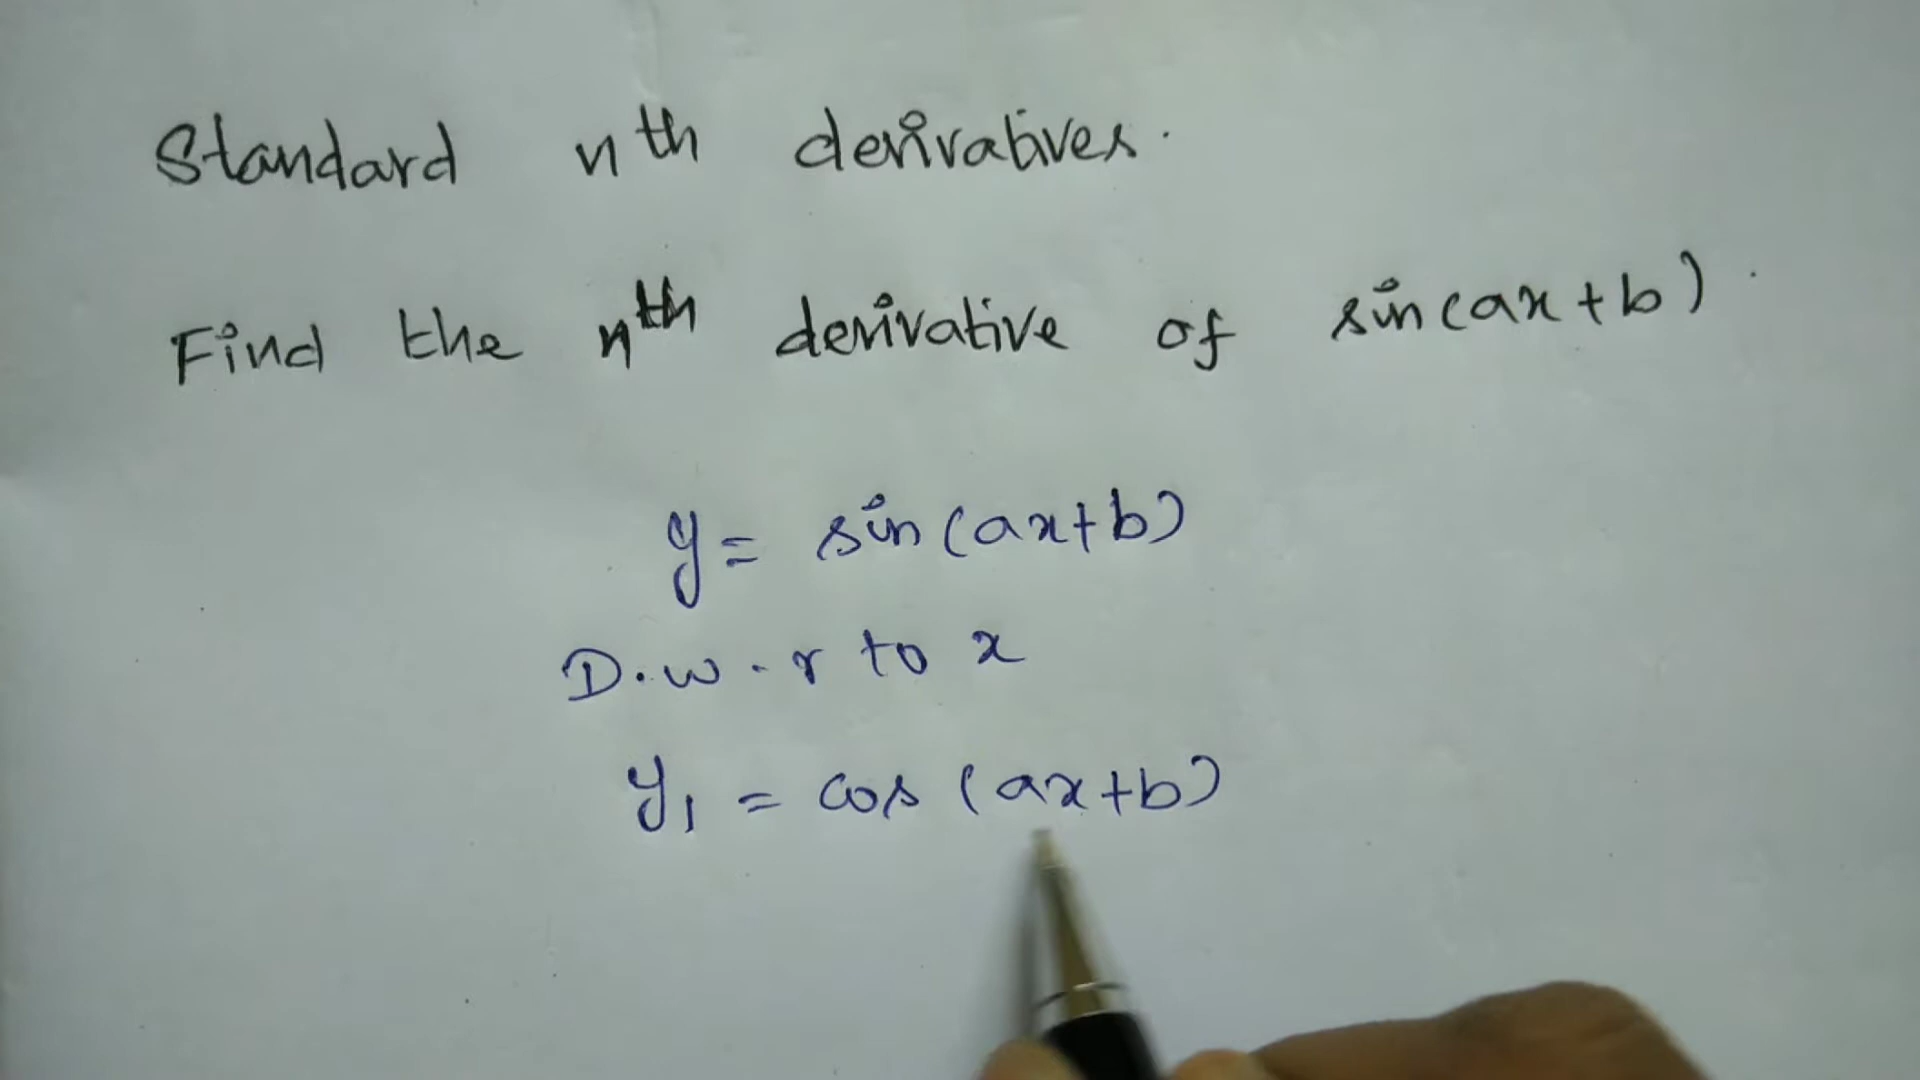 Standard nth derivatives.
Find the nth derivative of sin(ax+b).
y = sin(ax+b)
D.w.r to x
y₁ = cos(ax+b)